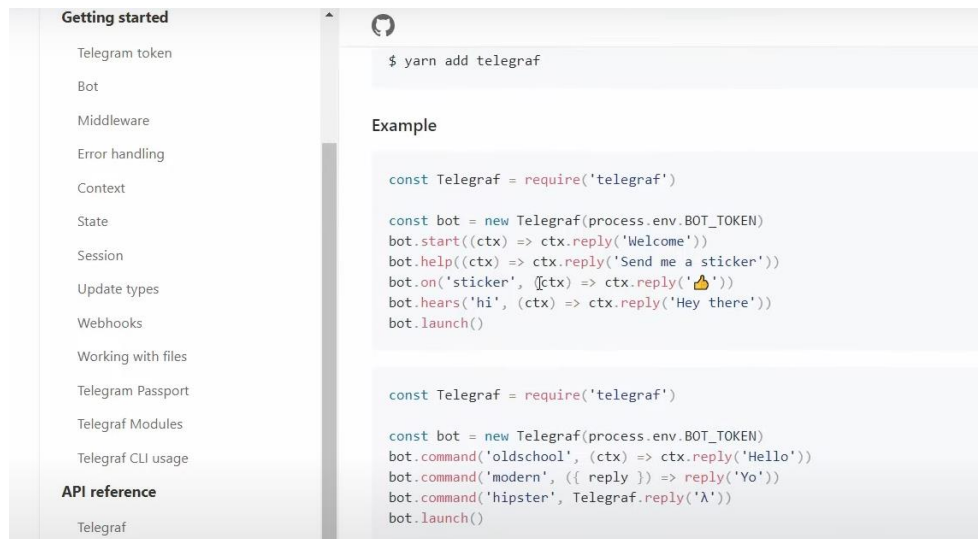 Getting started
Telegram token
Bot
Middleware
Error handling
Context
State
Session
Update types
Webhooks
Working with files
Telegram Passport
Telegraf Modules
Telegraf CLI usage
API reference
Telegraf
$ yarn add telegraf
Example
const Telegraf = require('telegraf')
const bot = new Telegraf(process.env.BOT_TOKEN)
bot.start((ctx) => ctx.reply('Welcome'))
bot.help((ctx) => ctx.reply('Send me a sticker'))
bot.on('sticker', (ctx) => ctx.reply('👍'))
bot.hears('hi', (ctx) => ctx.reply('Hey there'))
bot.launch()
const Telegraf = require('telegraf')
const bot = new Telegraf(process.env.BOT_TOKEN)
bot.command('oldschool', (ctx) => ctx.reply('Hello'))
bot.command('modern', ({ reply }) => reply('Yo'))
bot.command('hipster', Telegraf.reply('λ'))
bot.launch()